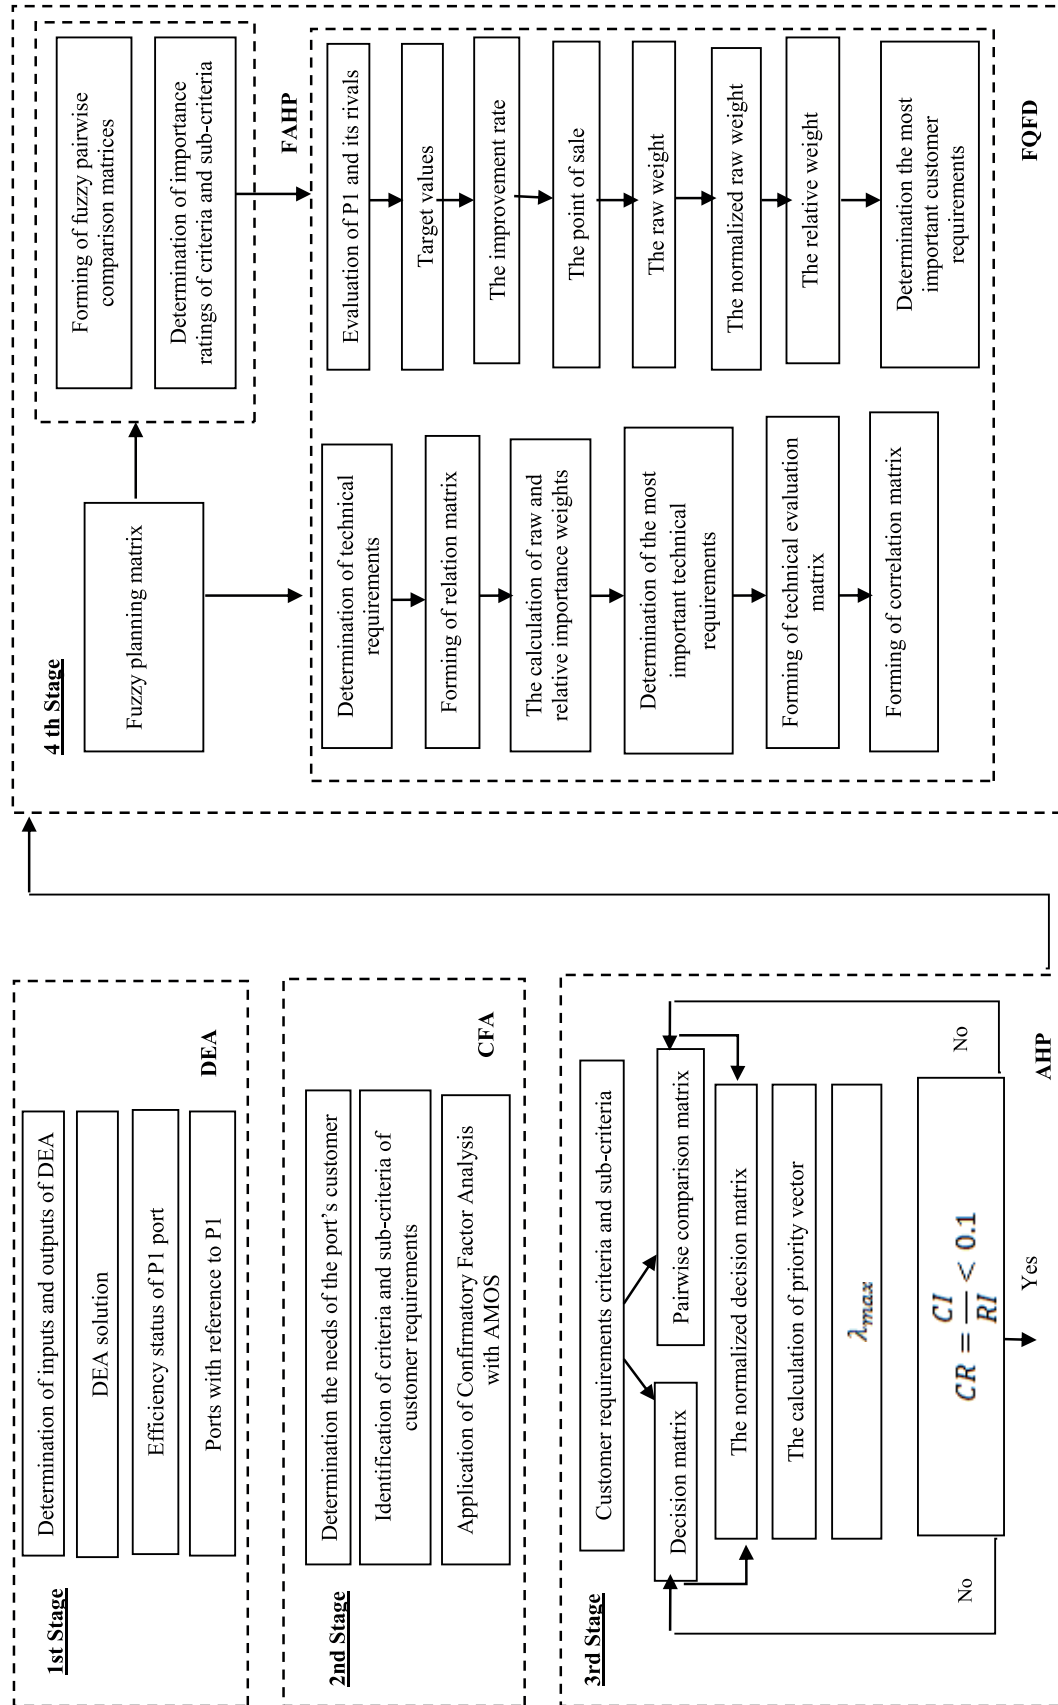 1st Stage
Determination of inputs and outputs of DEA
DEA solution
Efficiency status of P1 port
Ports with reference to P1
DEA
2nd Stage
Determination the needs of the port's customer
Identification of criteria and sub-criteria of
customer requirements
Application of Confirmatory Factor Analysis
with AMOS
CFA
3rd Stage
Customer requirements criteria and sub-criteria
Decision matrix
Pairwise comparison matrix
The normalized decision matrix
The calculation of priority vector
λmax
CR = CI/RI < 0.1
No
No
Yes
AHP
4 th Stage
Fuzzy planning matrix
Forming of fuzzy pairwise
comparison matrices
Determination of importance
ratings of criteria and sub-criteria
FAHP
Determination of technical
requirements
Forming of relation matrix
The calculation of raw and
relative importance weights
Determination of the most
important technical
requirements
Forming of technical evaluation
matrix
Forming of correlation matrix
Evaluation of P1 and its rivals
Target values
The improvement rate
The point of sale
The raw weight
The normalized raw weight
The relative weight
Determination the most
important customer
requirements
FQFD